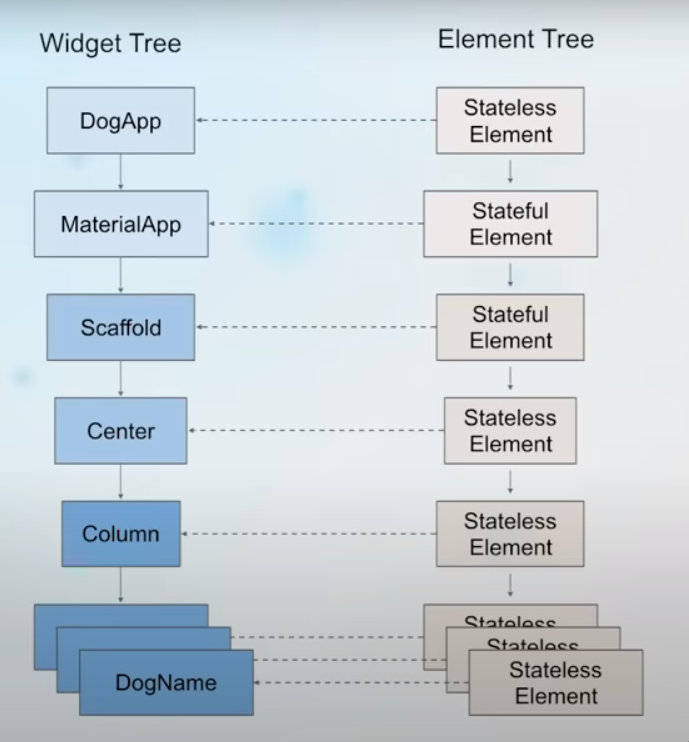 Widget Tree
Element Tree
DogApp
Stateless
Element
MaterialApp
Stateful
Element
Scaffold
Stateful
Element
Center
Stateless
Element
Column
Stateless
Element
Stateless
Stateless
DogName
Stateless
Element